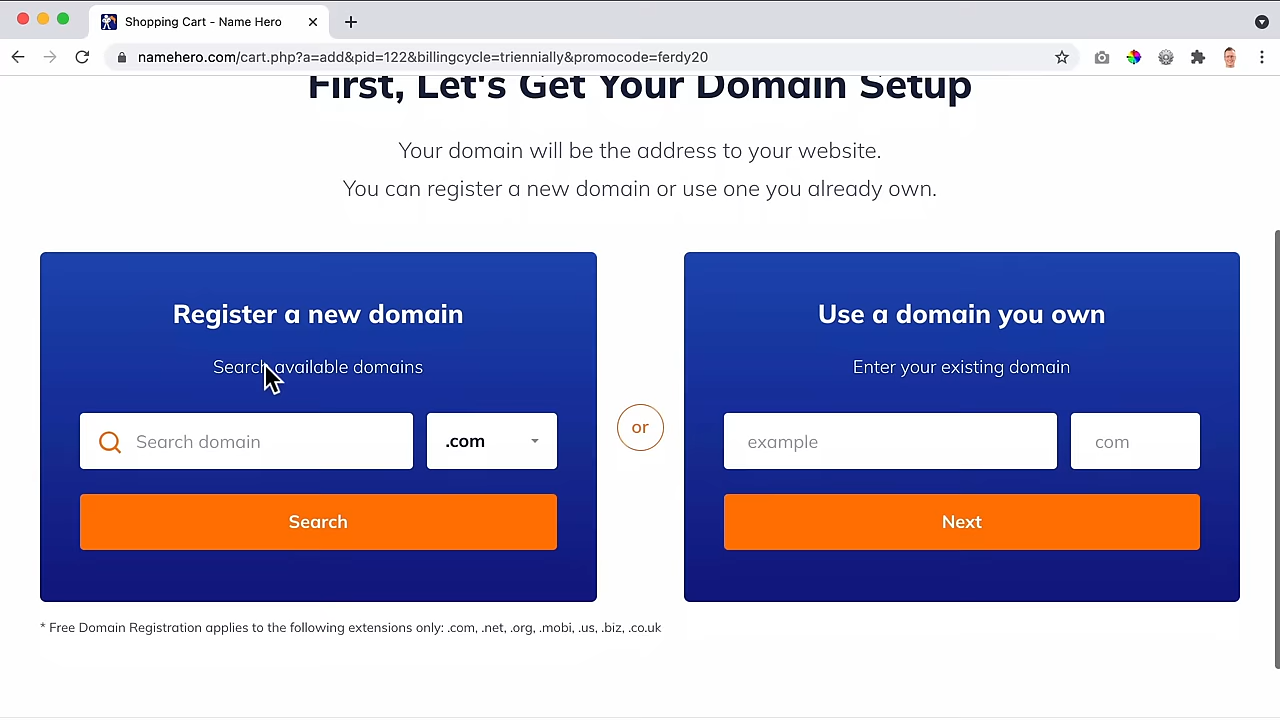 Shopping Cart - Name Hero
namehero.com/cart.php?a=add&pid=122&billingcycle=triennially&promocode=ferdy20
First, Let's Get Your Domain Setup
Your domain will be the address to your website.
You can register a new domain or use one you already own.
Register a new domain
Search available domains
Search domain
.com
Search
or
Use a domain you own
Enter your existing domain
example
com
Next
* Free Domain Registration applies to the following extensions only: .com, .net, .org, .mobi, .us, .biz, .co.uk